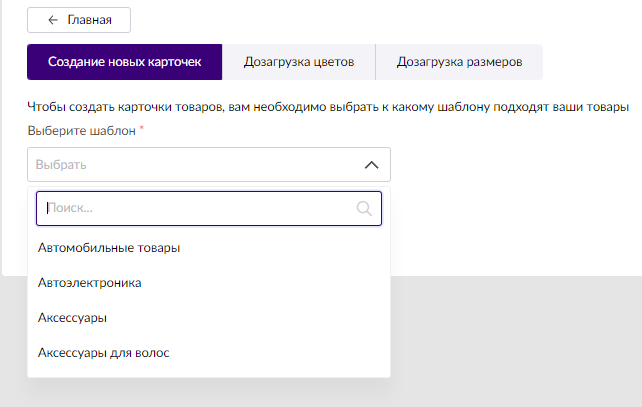 ← Главная
Создание новых карточек Дозагрузка цветов Дозагрузка размеров
Чтобы создать карточки товаров, вам необходимо выбрать к какому шаблону подходят ваши товары
Выберите шаблон *
Выбрать
Поиск...
Автомобильные товары
Автоэлектроника
Аксессуары
Аксессуары для волос